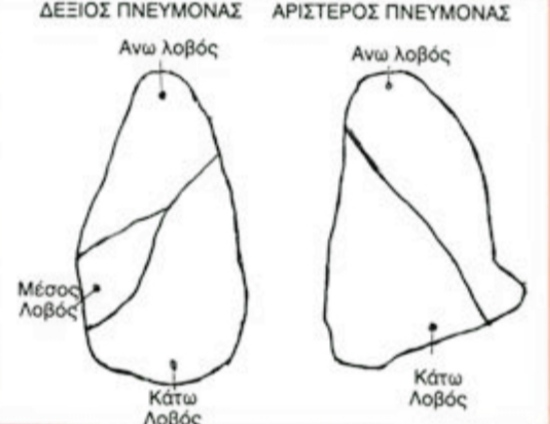 ΔΕΞΙΟΣ ΠΝΕΥΜΟΝΑΣ
Ανω λοβός
Μέσος
Λοβός
Κάτω
Λοβός
ΑΡΙΣΤΕΡΟΣ ΠΝΕΥΜΟΝΑΣ
Ανω λοβός
Κάτω
Λοβός